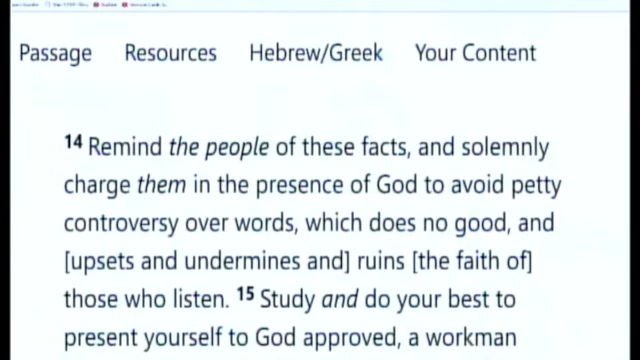 Passage Resources Hebrew/Greek Your Content
14 Remind the people of these facts, and solemnly
charge them in the presence of God to avoid petty
controversy over words, which does no good, and
[upsets and undermines and] ruins [the faith of]
those who listen. 15 Study and do your best to
present yourself to God approved, a workman